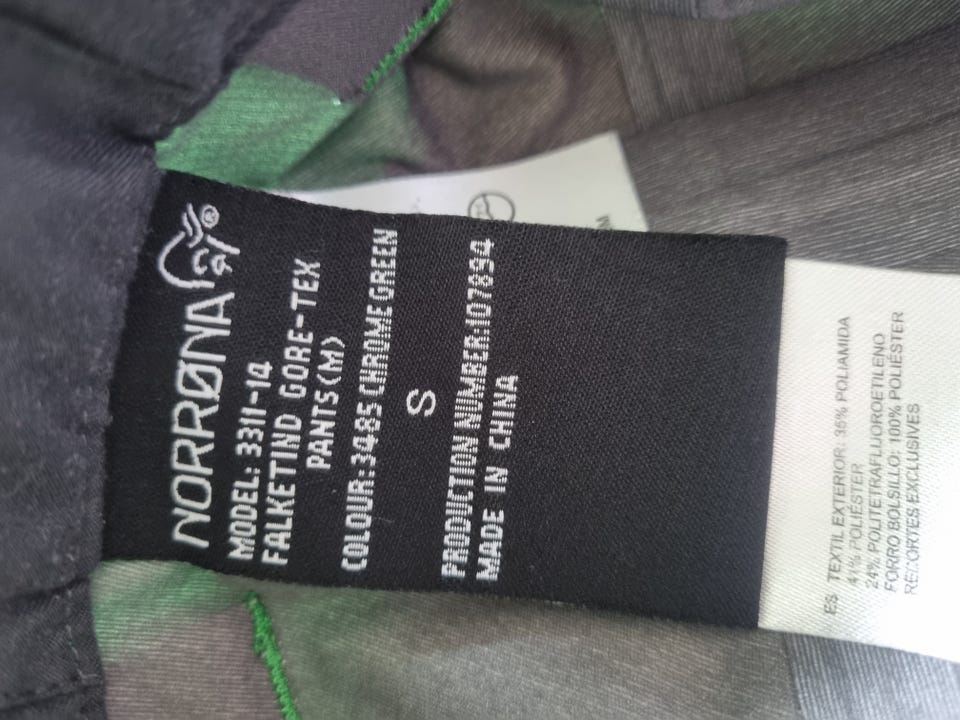 NORRØNA®
MODEL: 3311-14
FALKETIND GORE-TEX
PANTS(M)
COLOUR:3485 CHROME GREEN
S
PRODUCTION NUMBER:107894
MADE IN CHINA
ES TEXTIL EXTERIOR: 35% POLIAMIDA
41% POLIÉSTER
24% POLITETRAFLUOROETILENO
FORRO BOLSILLO: 100% POLIÉSTER
RECORTES EXCLUSIVES